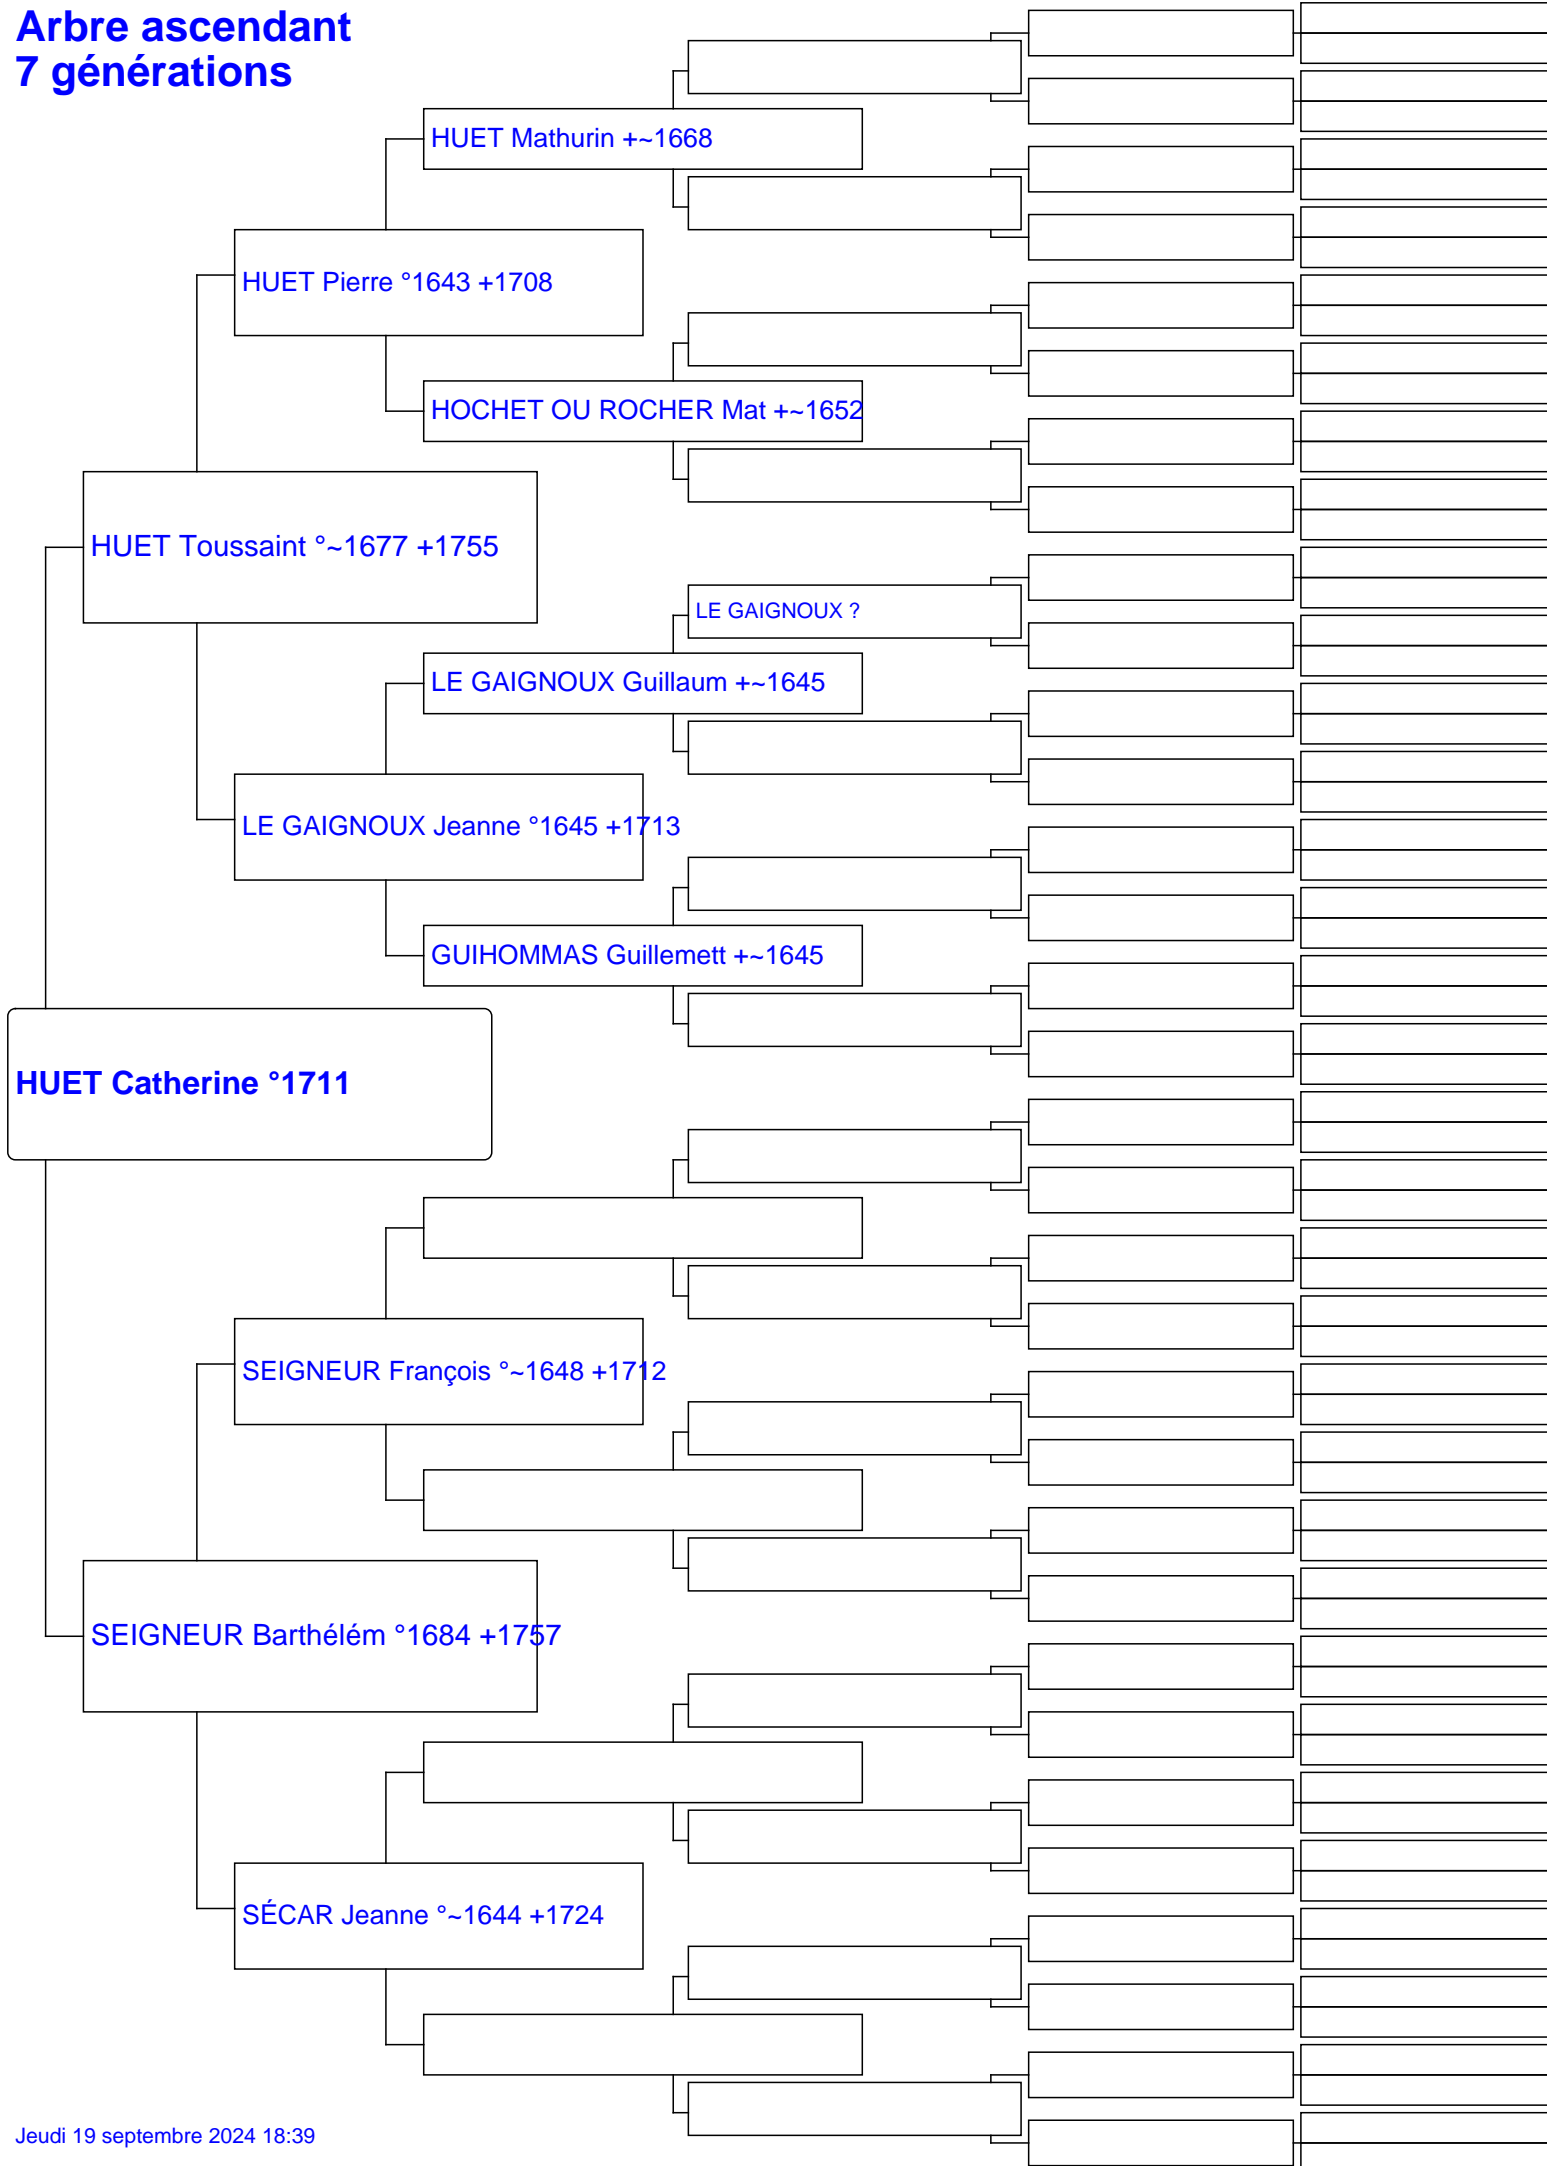 Arbre ascendant
7 générations
HUET Mathurin +~1668
HUET Pierre °1643 +1708
HOCHET OU ROCHER Mat +~1652
HUET Toussaint °~1677 +1755
LE GAIGNOUX ?
LE GAIGNOUX Guillaum +~1645
LE GAIGNOUX Jeanne °1645 +1713
GUIHOMMAS Guillemett +~1645
HUET Catherine °1711
SEIGNEUR François °~1648 +1712
SEIGNEUR Barthélém °1684 +1757
SÉCAR Jeanne °~1644 +1724
Jeudi 19 septembre 2024 18:39